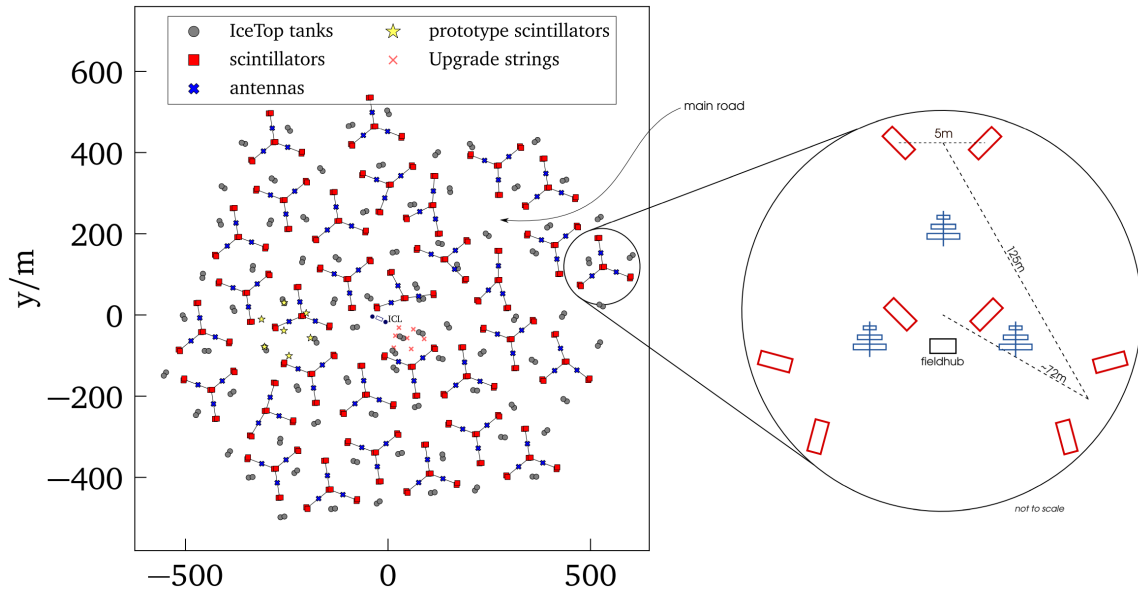 IceTop tanks
prototype scintillators
scintillators
Upgrade strings
antennas
main road
y/m
600
400
200
0
−200
−400
−500
0
500
ICL
5m
125m
~72m
fieldhub
not to scale